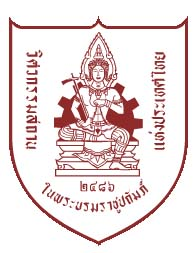 วิศวกรรมสถาน
แห่งประเทศไทย
๒๔๘๖
ในพระบรมราชูปถัมภ์